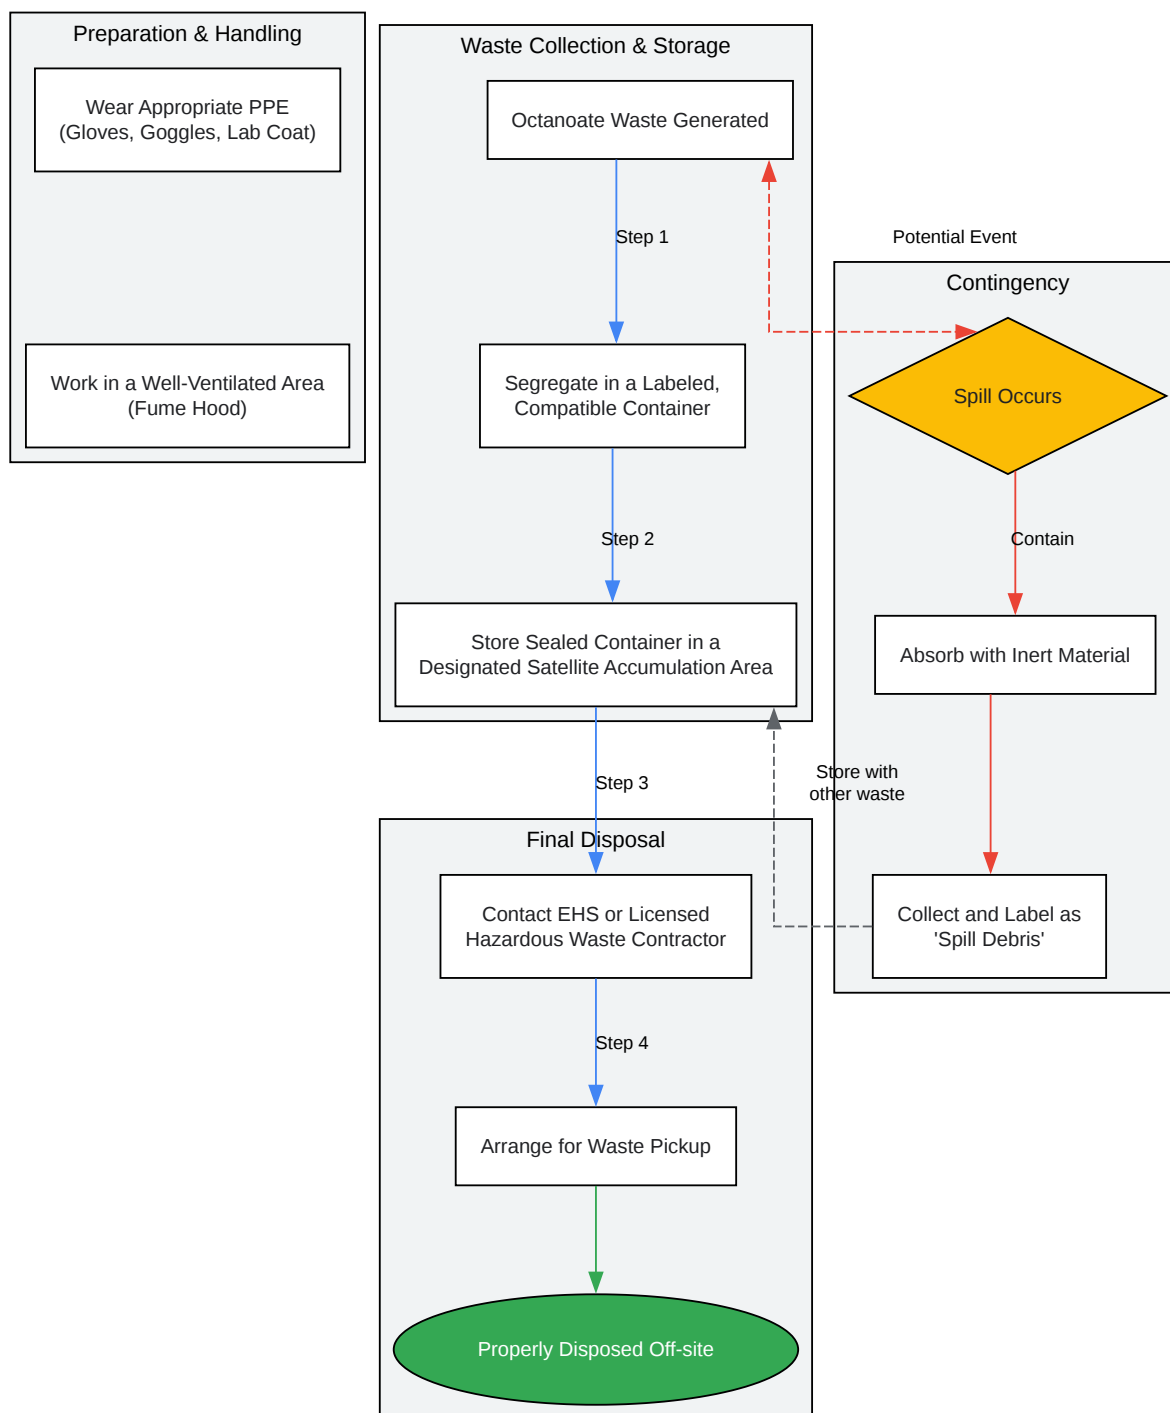 Preparation & Handling
Wear Appropriate PPE
(Gloves, Goggles, Lab Coat)
Work in a Well-Ventilated Area
(Fume Hood)
Waste Collection & Storage
Octanoate Waste Generated
Step 1
Segregate in a Labeled,
Compatible Container
Step 2
Store Sealed Container in a
Designated Satellite Accumulation Area
Step 3
Final Disposal
Contact EHS or Licensed
Hazardous Waste Contractor
Step 4
Arrange for Waste Pickup
Properly Disposed Off-site
Potential Event
Contingency
Spill Occurs
Contain
Absorb with Inert Material
Store with
other waste
Collect and Label as
'Spill Debris'